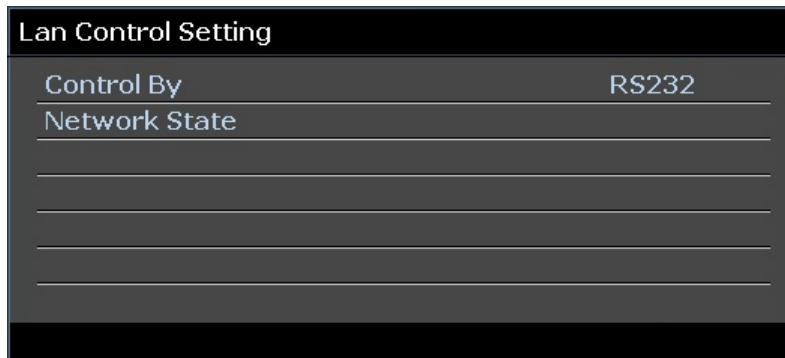 Lan Control Setting
Control By RS232
Network State